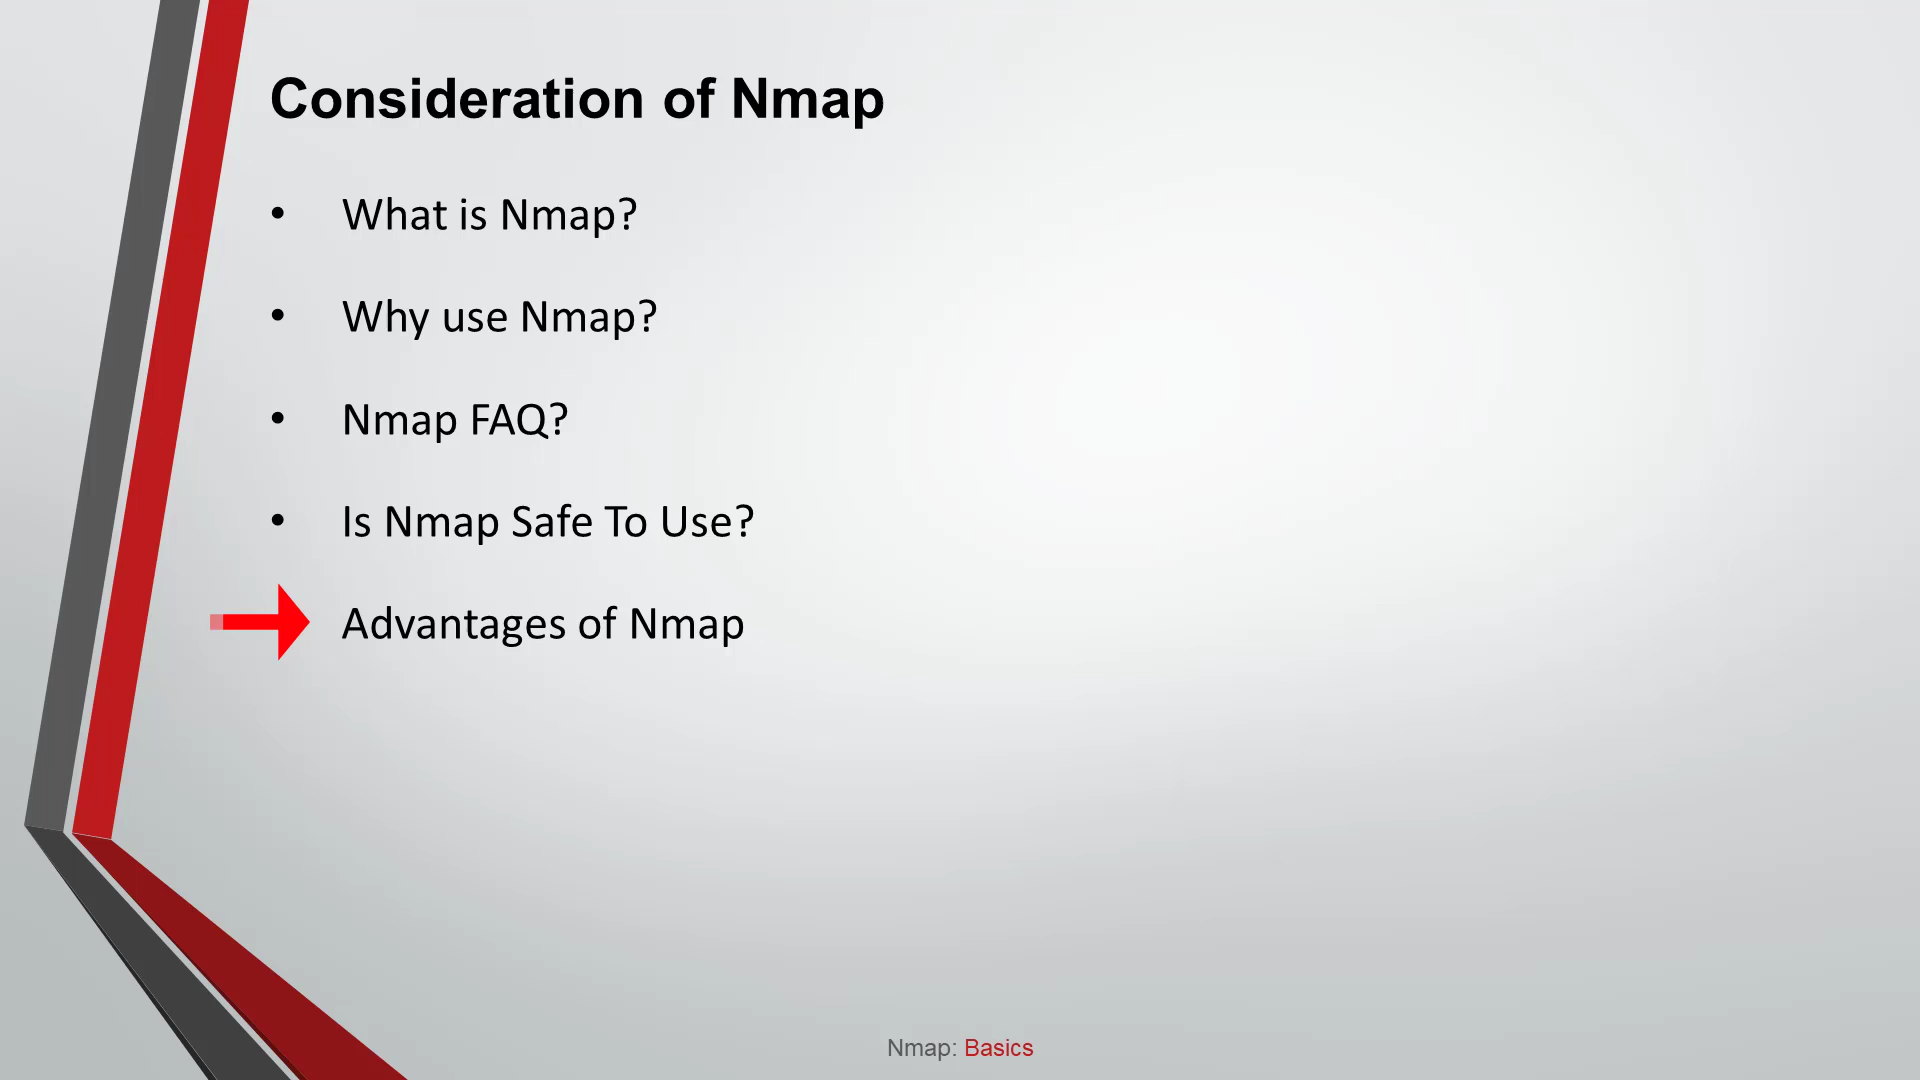 Consideration of Nmap
• What is Nmap?
• Why use Nmap?
• Nmap FAQ?
• Is Nmap Safe To Use?
Advantages of Nmap
Nmap: Basics